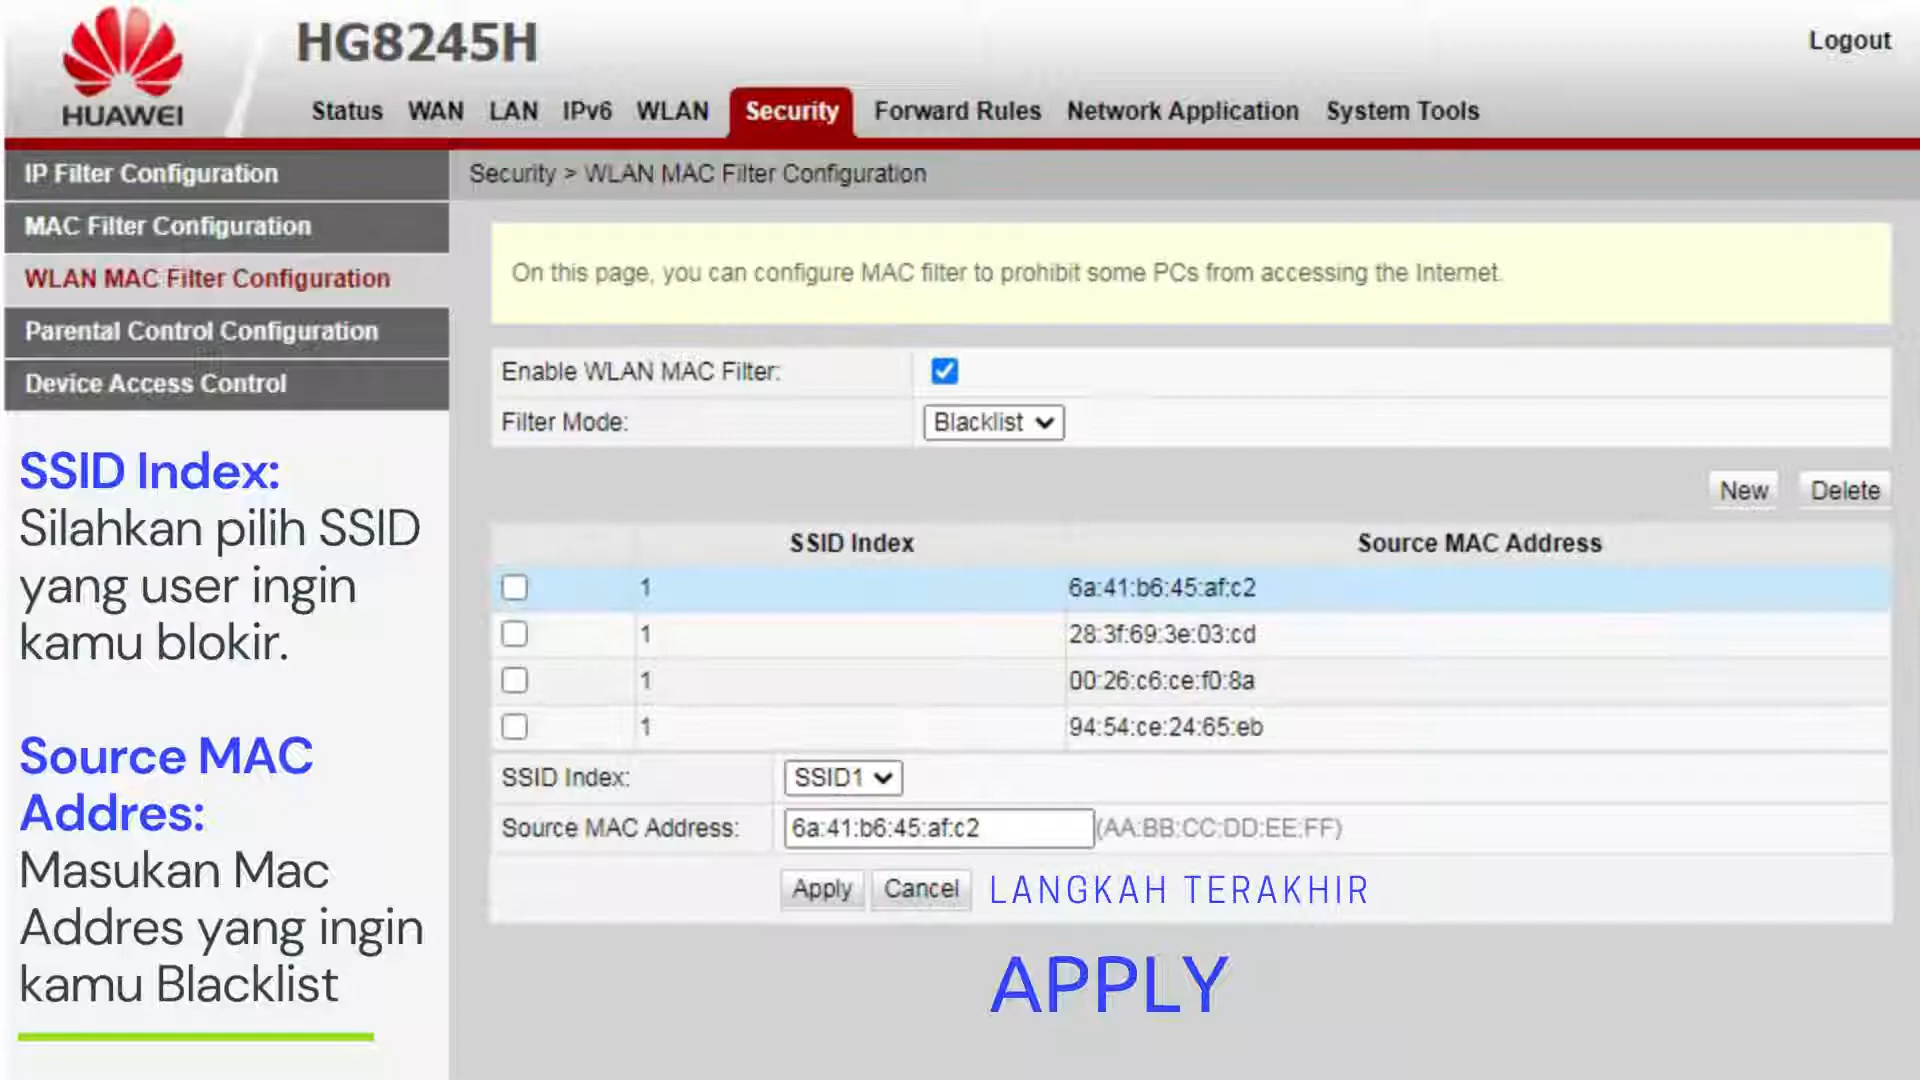 HUAWEI
HG8245H
Logout
Status WAN LAN IPv6 WLAN Security Forward Rules Network Application System Tools
IP Filter Configuration
MAC Filter Configuration
WLAN MAC Filter Configuration
Parental Control Configuration
Device Access Control
SSID Index:
Silahkan pilih SSID
yang user ingin
kamu blokir.
Source MAC
Addres:
Masukan Mac
Addres yang ingin
kamu Blacklist
Security > WLAN MAC Filter Configuration
On this page, you can configure MAC filter to prohibit some PCs from accessing the Internet.
Enable WLAN MAC Filter:
Filter Mode: Blacklist
New Delete
SSID Index Source MAC Address
1 6a:41:b6:45:af:c2
1 28:3f:69:3e:03:cd
1 00:26:c6:ce:f0:8a
1 94:54:ce:24:65:eb
SSID Index: SSID1
Source MAC Address: 6a:41:b6:45:af:c2 (AA:BB:CC:DD:EE:FF)
Apply Cancel LANGKAH TERAKHIR
APPLY